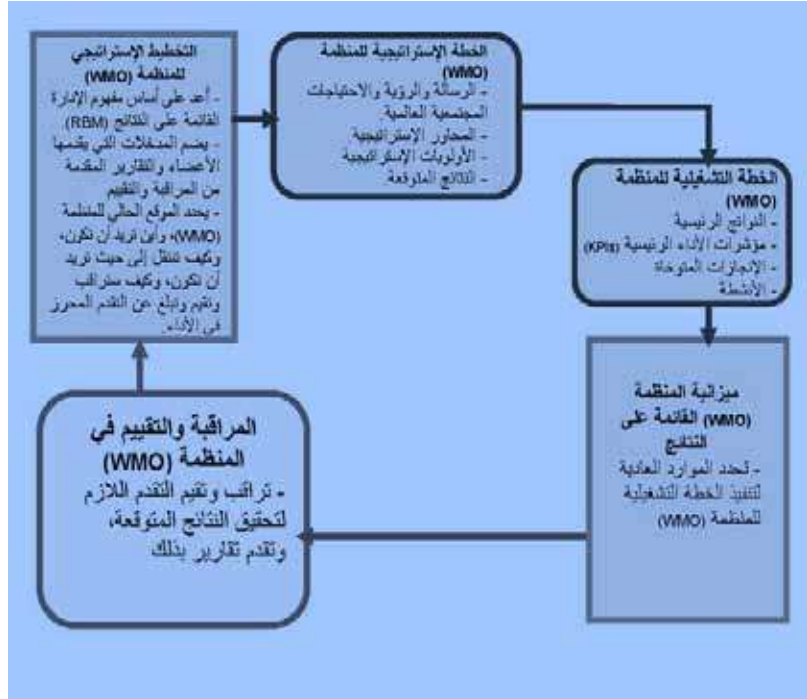 التخطيط الإستراتيجي
للمنظمة (WMO)
- أعد على أساس مفهوم الإدارة
القائمة على النتائج (RBM)
- يضم المدخلات التي يقدمها
الأعضاء والتقارير المقدمة
من المراقبة والتقييم
- يحدد الموقع الحالي للمنظمة
(WMO)، وأين تريد أن تكون،
وكيف تنتقل إلى حيث تريد
أن تكون، وكيف ستراقب
وتقيم وتبلغ عن التقدم المحرز
في الأداء.
الخطة الإستراتيجية للمنظمة
(WMO)
- الرسالة والرؤية والاحتياجات
المجتمعية العالمية
- المحاور الإستراتيجية
- الأولويات الإستراتيجية
- النتائج المتوقعة.
الخطة التشغيلية للمنظمة
(WMO)
- النواتج الرئيسية
- مؤشرات الأداء الرئيسية (KPIs)
- الإنجازات المتوخاة
- الأنشطة
ميزانية المنظمة
(WMO) القائمة على
النتائج
- تحدد الموارد العادية
لتنفيذ الخطة التشغيلية
للمنظمة (WMO)
المراقبة والتقييم في
المنظمة (WMO)
- تراقب وتقيم التقدم اللازم
لتحقيق النتائج المتوقعة،
وتقدم تقارير بذلك